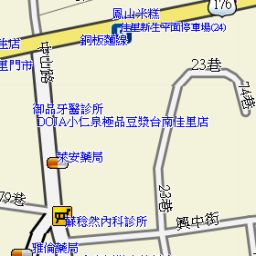 鳳山米糕
佳里新生平面停車場(24)
176
銅板麵線
佳店
里門市
中山路
23巷
74巷
御品牙醫診所
DOJA小仁泉極品豆漿台南佳里店
萊安藥局
79巷
23巷
蘇稔然內科診所
興中街
雅倫藥局